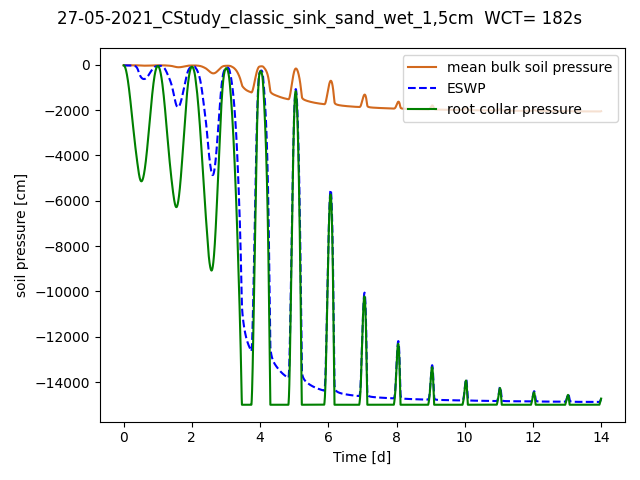 27-05-2021_CStudy_classic_sink_sand_wet_1,5cm WCT= 182s
mean bulk soil pressure
ESWP
root collar pressure
soil pressure [cm]
0
−2000
−4000
−6000
−8000
−10000
−12000
−14000
0 2 4 6 8 10 12 14
Time [d]